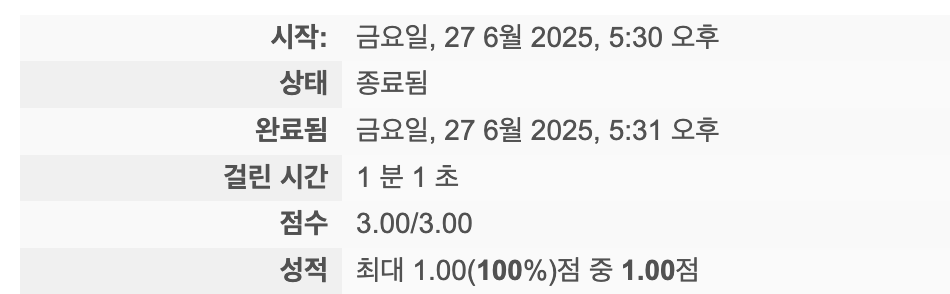 시작: 금요일, 27 6월 2025, 5:30 오후
상태 종료됨
완료됨 금요일, 27 6월 2025, 5:31 오후
걸린 시간 1 분 1 초
점수 3.00/3.00
성적 최대 1.00(100%)점 중 1.00점